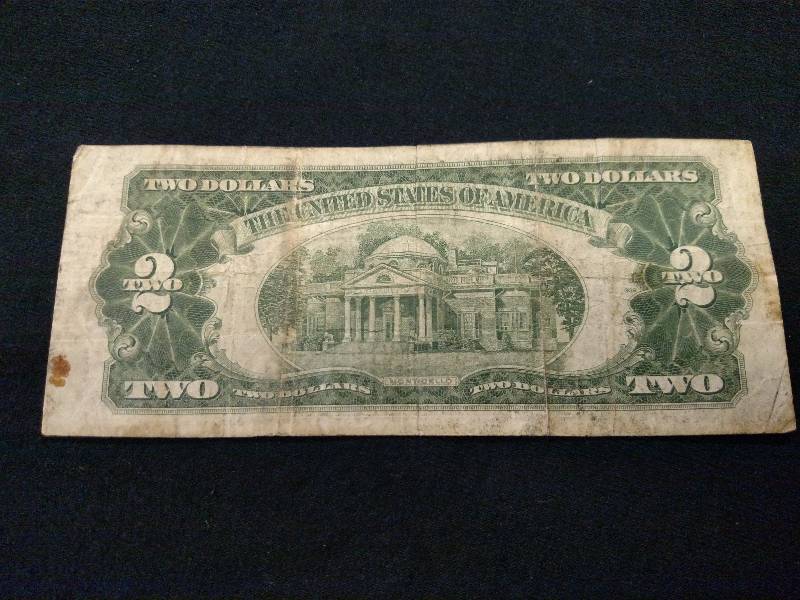 TWO DOLLARS
TWO DOLLARS
THE UNITED STATES OF AMERICA
2
TWO
2
TWO
TWO
TWO DOLLARS
MONTICELLO
TWO DOLLARS
TWO